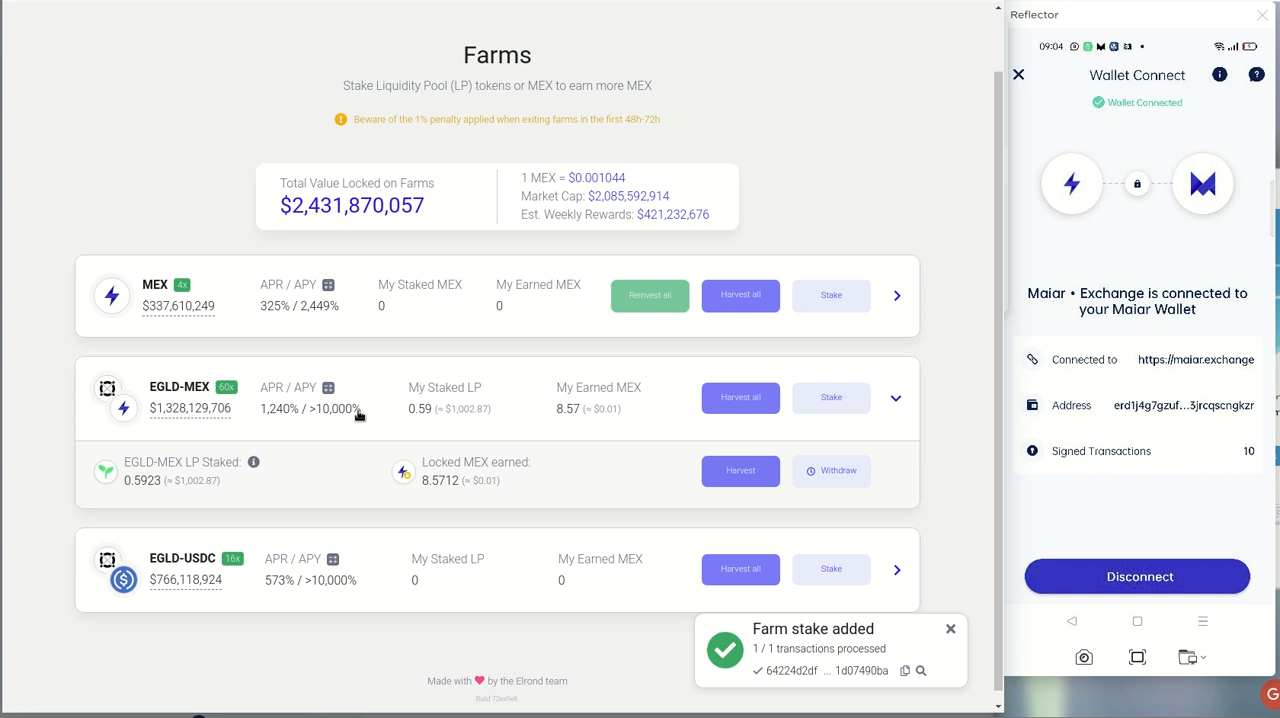 Farms
Stake Liquidity Pool (LP) tokens or MEX to earn more MEX
Beware of the 1% penalty applied when exiting farms in the first 48h-72h
Total Value Locked on Farms
$2,431,870,057
1 MEX = $0.001044
Market Cap: $2,085,592,914
Est. Weekly Rewards: $421,232,676
MEX 4x
$337,610,249
APR / APY
325% / 2,449%
My Staked MEX
0
My Earned MEX
0
Reinvest all
Harvest all
Stake
EGLD-MEX 60x
$1,328,129,706
APR / APY
1,240% / >10,000%
My Staked LP
0.59 (≈ $1,002.87)
My Earned MEX
8.57 (≈ $0.01)
Harvest all
Stake
EGLD-MEX LP Staked:
0.5923 (≈ $1,002.87)
Locked MEX earned:
8.5712 (≈ $0.01)
Harvest
Withdraw
EGLD-USDC 16x
$766,118,924
APR / APY
573% / >10,000%
My Staked LP
0
My Earned MEX
0
Harvest all
Stake
Farm stake added
1 / 1 transactions processed
64224d2df ... 1d07490ba
Made with ❤ by the Elrond team
Reflector
09:04
Wallet Connect
Wallet Connected
Maiar • Exchange is connected to
your Maiar Wallet
Connected to https://maiar.exchange
Address erd1j4g7gzuf...3jrcqscngkzr
Signed Transactions 10
Disconnect